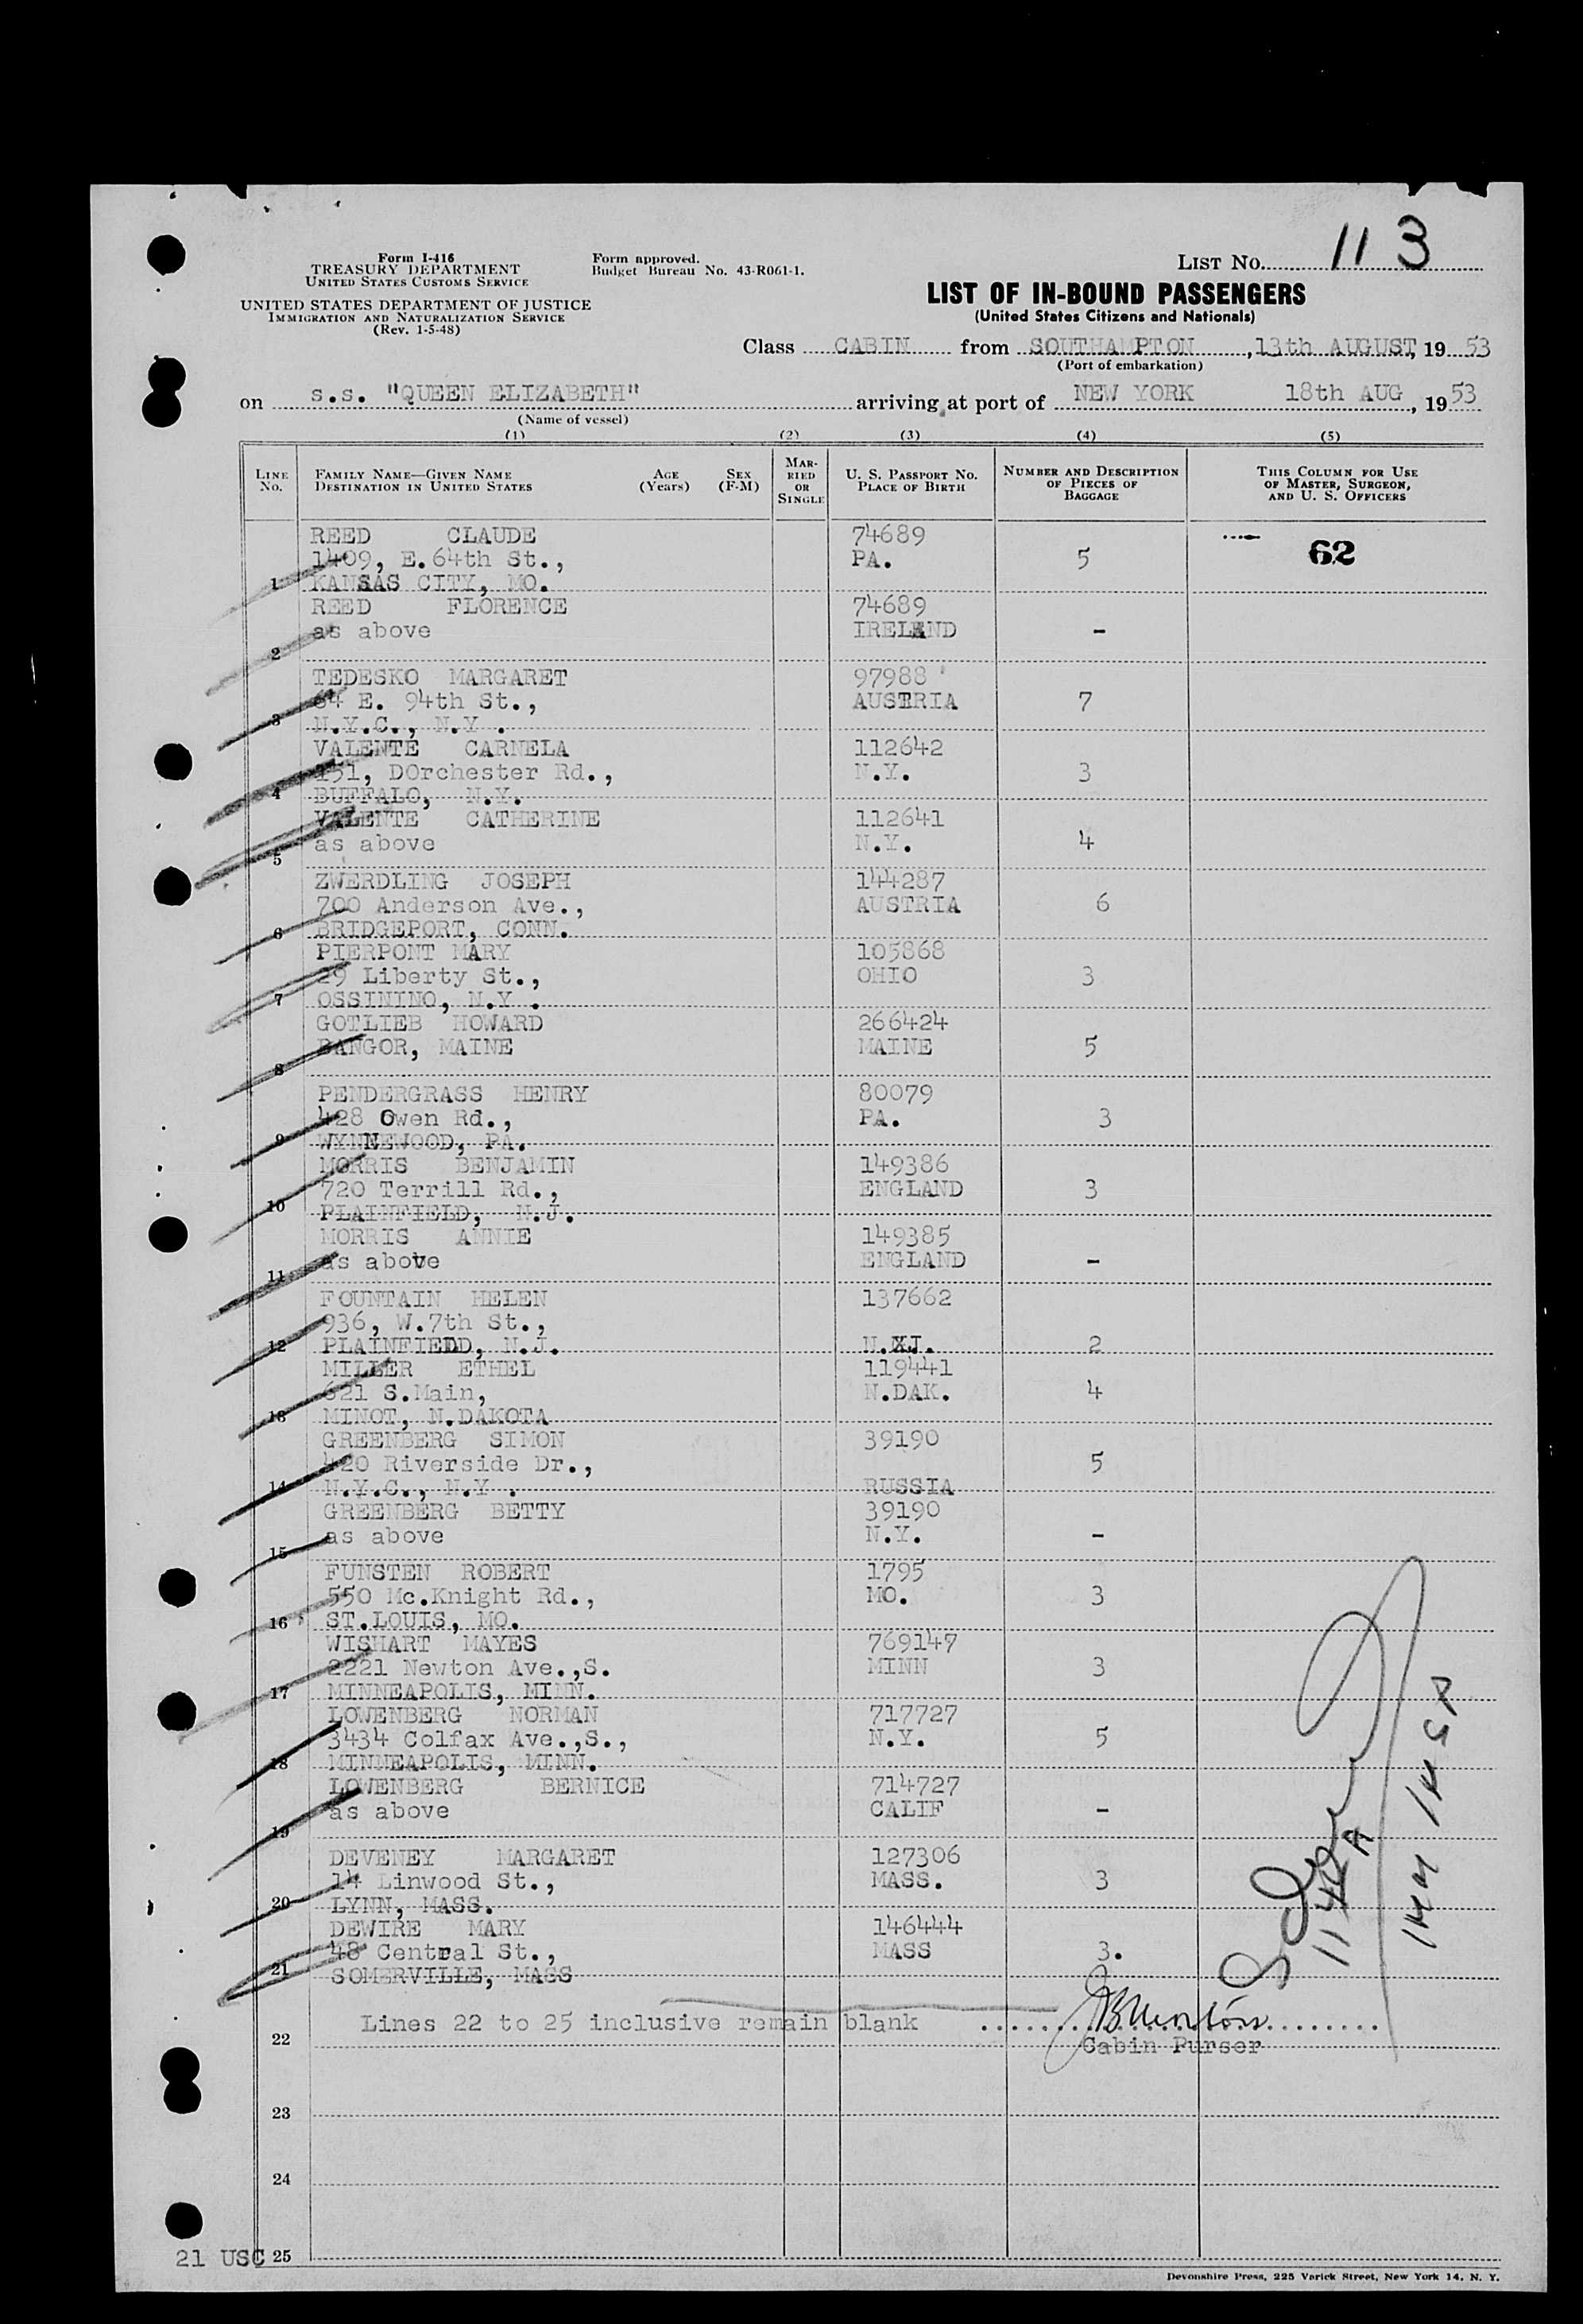 LIST No. 113
Form I-416
TREASURY DEPARTMENT
UNITED STATES CUSTOMS SERVICE
Form approved.
Budget Bureau No. 43-R061-1.
UNITED STATES DEPARTMENT OF JUSTICE
IMMIGRATION AND NATURALIZATION SERVICE
(Rev. 1-5-48)
LIST OF IN-BOUND PASSENGERS
(United States Citizens and Nationals)
Class CABIN from SOUTHAMPTON, 13th AUGUST, 19 53
(Port of embarkation)
on s.s. "QUEEN ELIZABETH" arriving at port of NEW YORK 18th AUG, 19 53
(Name of vessel)
(1) (2) (3) (4) (5)
LINE No. FAMILY NAME—GIVEN NAME DESTINATION IN UNITED STATES AGE (Years) SEX (F-M) MARRIED OR SINGLE U. S. PASSPORT No. PLACE OF BIRTH NUMBER AND DESCRIPTION OF PIECES OF BAGGAGE THIS COLUMN FOR USE OF MASTER, SURGEON, AND U. S. OFFICERS
REED CLAUDE 74689
1409, E.64th St., PA. 5 62
1 KANSAS CITY, MO.
REED FLORENCE 74689
as above IRELAND -
2
TEDESKO MARGARET 97988
64 E. 94th St., AUSTRIA 7
3 N.Y.C., N.Y .
VALENTE CARNELA 112642
151, DOrchester Rd., N.Y. 3
4 BUFFALO, N.Y.
VALENTE CATHERINE 112641
as above N.Y. 4
5
ZWERDLING JOSEPH 144287
700 Anderson Ave., AUSTRIA 6
6 BRIDGEPORT, CONN.
PIERPONT MARY 105868
29 Liberty St., OHIO 3
7 OSSININO, N.Y .
GOTLIEB HOWARD 266424
BANGOR, MAINE MAINE 5
8
PENDERGRASS HENRY 80079
428 Owen Rd., PA. 3
9 WYNNEWOOD, PA.
MORRIS BENJAMIN 149386
720 Terrill Rd., ENGLAND 3
10 PLAINFIELD, N.J.
MORRIS ANNIE 149385
as above ENGLAND -
11
FOUNTAIN HELEN 137662
936, W.7th St.,
12 PLAINFIEDD, N.J. N.J. 2
MILLER ETHEL 119441
621 S.Main, N.DAK. 4
13 MINOT, N.DAKOTA
GREENBERG SIMON 39190
420 Riverside Dr., 5
14 N.Y.C., N.Y . RUSSIA
GREENBERG BETTY 39190
as above N.Y. -
15
FUNSTEN ROBERT 1795
550 Mc.Knight Rd., MO. 3
16 ST.LOUIS, MO.
WISHART MAYES 769147
2221 Newton Ave.,S. MINN 3
17 MINNEAPOLIS, MINN.
LOWENBERG NORMAN 717727
3434 Colfax Ave.,S., N.Y. 5
18 MINNEAPOLIS, MINN.
LOWENBERG BERNICE 714727
as above CALIF -
19
DEVENEY MARGARET 127306
14 Linwood St., MASS. 3
20 LYNN, MASS.
DEWIRE MARY 146444
48 Central St., MASS 3.
21 SOMERVILLE, MASS
Lines 22 to 25 inclusive remain blank
22 Cabin Purser
23
24
21 USC 25
Devonshire Press, 225 Varick Street, New York 14, N. Y.